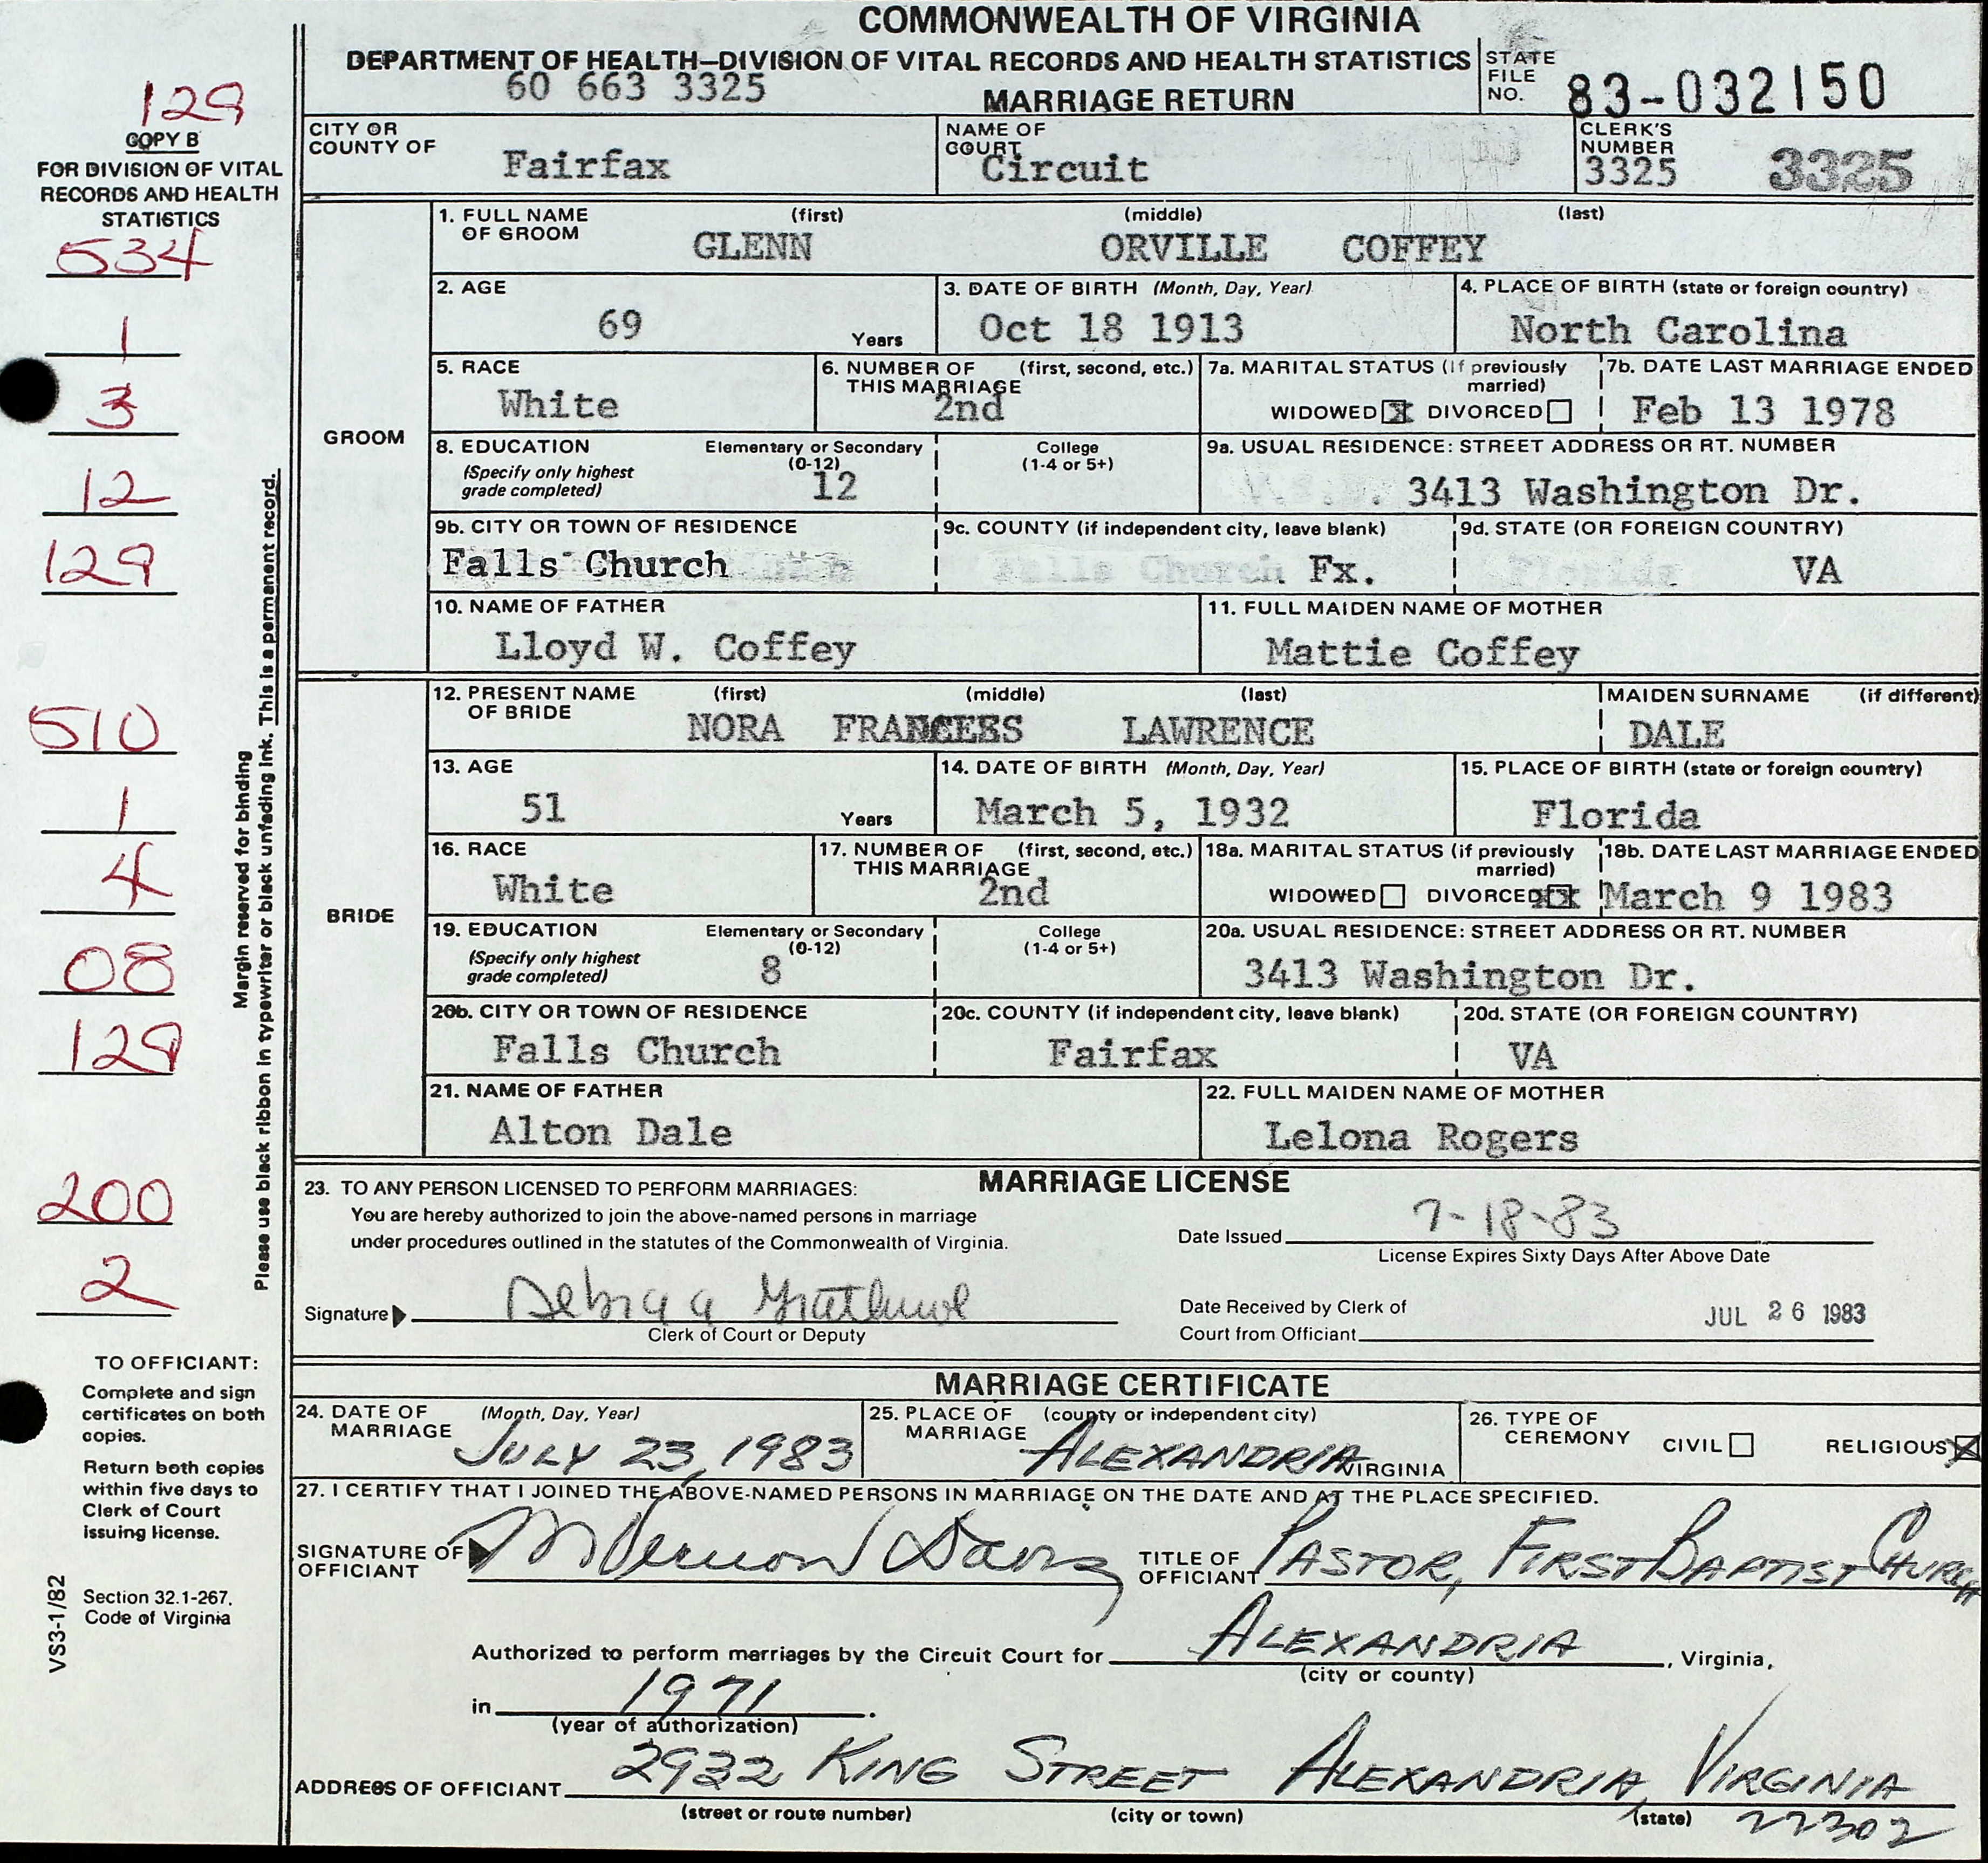 COMMONWEALTH OF VIRGINIA
DEPARTMENT OF HEALTH—DIVISION OF VITAL RECORDS AND HEALTH STATISTICS
60 663 3325
MARRIAGE RETURN
STATE FILE NO. 83-032150
129
COPY B
FOR DIVISION OF VITAL
RECORDS AND HEALTH
STATISTICS
CITY OR COUNTY OF Fairfax
NAME OF COURT Circuit
CLERK'S NUMBER 3325 3325
534
1
3
12
129
510
1
4
08
129
200
2
Margin reserved for binding
Please use black ribbon in typewriter or black unfading ink. This is a permanent record.
GROOM
1. FULL NAME OF GROOM (first) (middle) (last)
GLENN ORVILLE COFFEY
2. AGE 69 Years
3. DATE OF BIRTH (Month, Day, Year) Oct 18 1913
4. PLACE OF BIRTH (state or foreign country) North Carolina
5. RACE White
6. NUMBER OF THIS MARRIAGE (first, second, etc.) 2nd
7a. MARITAL STATUS (If previously married) WIDOWED X DIVORCED
7b. DATE LAST MARRIAGE ENDED Feb 13 1978
8. EDUCATION (Specify only highest grade completed) Elementary or Secondary (0-12) 12 College (1-4 or 5+)
9a. USUAL RESIDENCE: STREET ADDRESS OR RT. NUMBER 3413 Washington Dr.
9b. CITY OR TOWN OF RESIDENCE Falls Church
9c. COUNTY (if independent city, leave blank) Falls Church Fx.
9d. STATE (OR FOREIGN COUNTRY) Florida VA
10. NAME OF FATHER Lloyd W. Coffey
11. FULL MAIDEN NAME OF MOTHER Mattie Coffey
BRIDE
12. PRESENT NAME OF BRIDE (first) (middle) (last) MAIDEN SURNAME (if different)
NORA FRANCES LAWRENCE DALE
13. AGE 51 Years
14. DATE OF BIRTH (Month, Day, Year) March 5, 1932
15. PLACE OF BIRTH (state or foreign country) Florida
16. RACE White
17. NUMBER OF THIS MARRIAGE (first, second, etc.) 2nd
18a. MARITAL STATUS (if previously married) WIDOWED DIVORCED xx
18b. DATE LAST MARRIAGE ENDED March 9 1983
19. EDUCATION (Specify only highest grade completed) Elementary or Secondary (0-12) 8 College (1-4 or 5+)
20a. USUAL RESIDENCE: STREET ADDRESS OR RT. NUMBER 3413 Washington Dr.
20b. CITY OR TOWN OF RESIDENCE Falls Church
20c. COUNTY (if independent city, leave blank) Fairfax
20d. STATE (OR FOREIGN COUNTRY) VA
21. NAME OF FATHER Alton Dale
22. FULL MAIDEN NAME OF MOTHER Lelona Rogers
MARRIAGE LICENSE
23. TO ANY PERSON LICENSED TO PERFORM MARRIAGES:
You are hereby authorized to join the above-named persons in marriage
under procedures outlined in the statutes of the Commonwealth of Virginia.
Date Issued 7-18-83
License Expires Sixty Days After Above Date
Signature Debra
Clerk of Court or Deputy
Date Received by Clerk of
Court from Officiant JUL 26 1983
TO OFFICIANT:
Complete and sign
certificates on both
copies.
Return both copies
within five days to
Clerk of Court
issuing license.
Section 32.1-267.
Code of Virginia
VS3-1/82
MARRIAGE CERTIFICATE
24. DATE OF MARRIAGE (Month, Day, Year) JULY 23, 1983
25. PLACE OF MARRIAGE (county or independent city) ALEXANDRIA VIRGINIA
26. TYPE OF CEREMONY CIVIL RELIGIOUS X
27. I CERTIFY THAT I JOINED THE ABOVE-NAMED PERSONS IN MARRIAGE ON THE DATE AND AT THE PLACE SPECIFIED.
SIGNATURE OF OFFICIANT M Vernon Davis
TITLE OF OFFICIANT PASTOR, FIRST BAPTIST CHURCH
Authorized to perform marriages by the Circuit Court for ALEXANDRIA, Virginia,
(city or county)
in 1971.
(year of authorization)
ADDRESS OF OFFICIANT 2932 KING STREET ALEXANDRIA, VIRGINIA
(street or route number) (city or town) (state) 22302